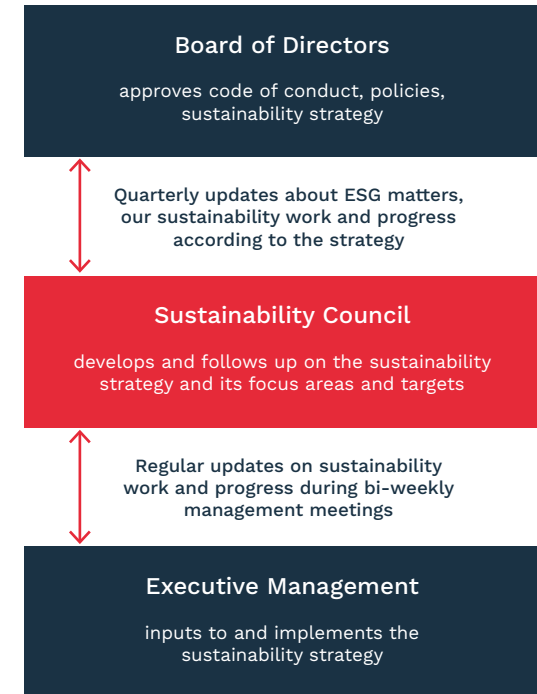 Board of Directors
approves code of conduct, policies,
sustainability strategy
Quarterly updates about ESG matters,
our sustainability work and progress
according to the strategy
Sustainability Council
develops and follows up on the sustainability
strategy and its focus areas and targets
Regular updates on sustainability
work and progress during bi-weekly
management meetings
Executive Management
inputs to and implements the
sustainability strategy